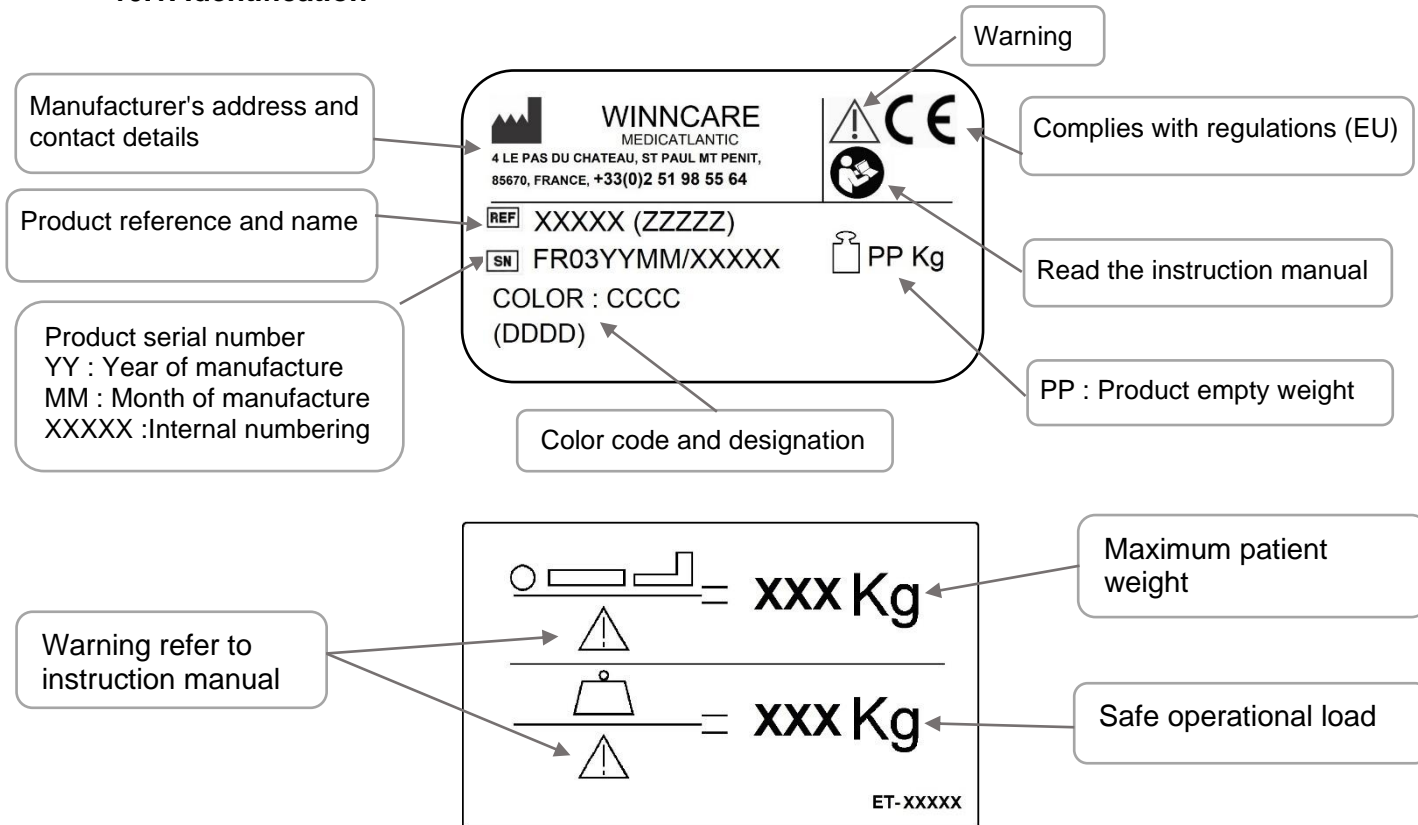 Warning
Manufacturer's address and
contact details
WINNCARE
MEDICATLANTIC
4 LE PAS DU CHATEAU, ST PAUL MT PENIT,
85670, FRANCE, +33(0)2 51 98 55 64
CE
Complies with regulations (EU)
Product reference and name
REF XXXXX (ZZZZZ)
SN FR03YYMM/XXXXX
PP Kg
Read the instruction manual
COLOR : CCCC
(DDDD)
Product serial number
YY : Year of manufacture
MM : Month of manufacture
XXXXX :Internal numbering
PP : Product empty weight
Color code and designation
= XXX Kg
Maximum patient
weight
Warning refer to
instruction manual
= XXX Kg
Safe operational load
ET- XXXXX